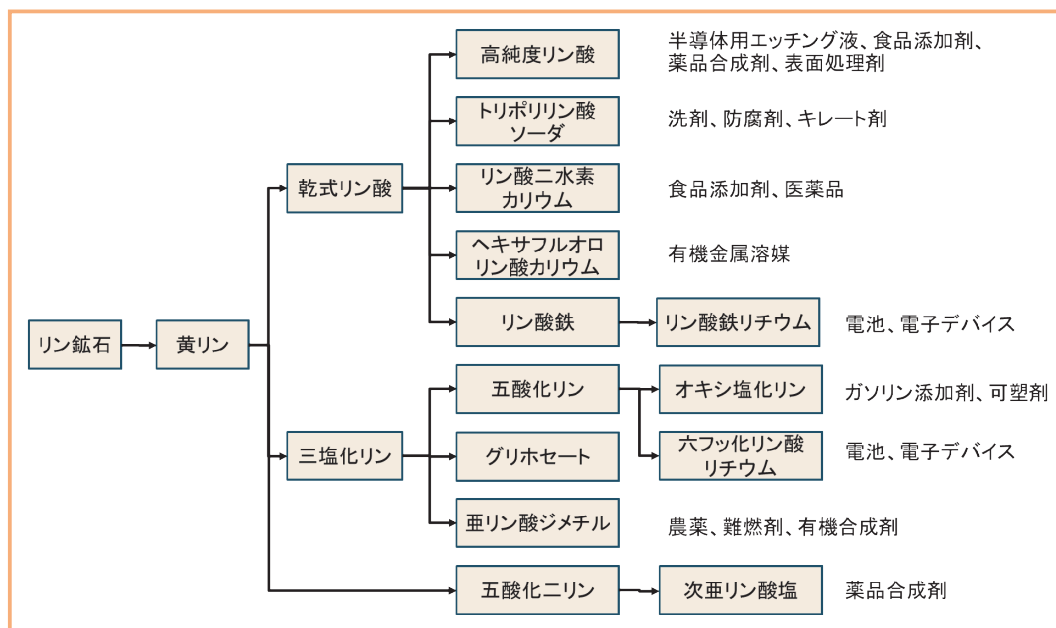 高純度リン酸
半導体用エッチング液、食品添加剤、
薬品合成剤、表面処理剤
トリポリリン酸
ソーダ
洗剤、防腐剤、キレート剤
乾式リン酸
リン酸二水素
カリウム
食品添加剤、医薬品
ヘキサフルオロ
リン酸カリウム
有機金属溶媒
リン酸鉄
リン酸鉄リチウム
電池、電子デバイス
リン鉱石
黄リン
五酸化リン
オキシ塩化リン
ガソリン添加剤、可塑剤
三塩化リン
グリホセート
六フッ化リン酸
リチウム
電池、電子デバイス
亜リン酸ジメチル
農薬、難燃剤、有機合成剤
五酸化二リン
次亜リン酸塩
薬品合成剤